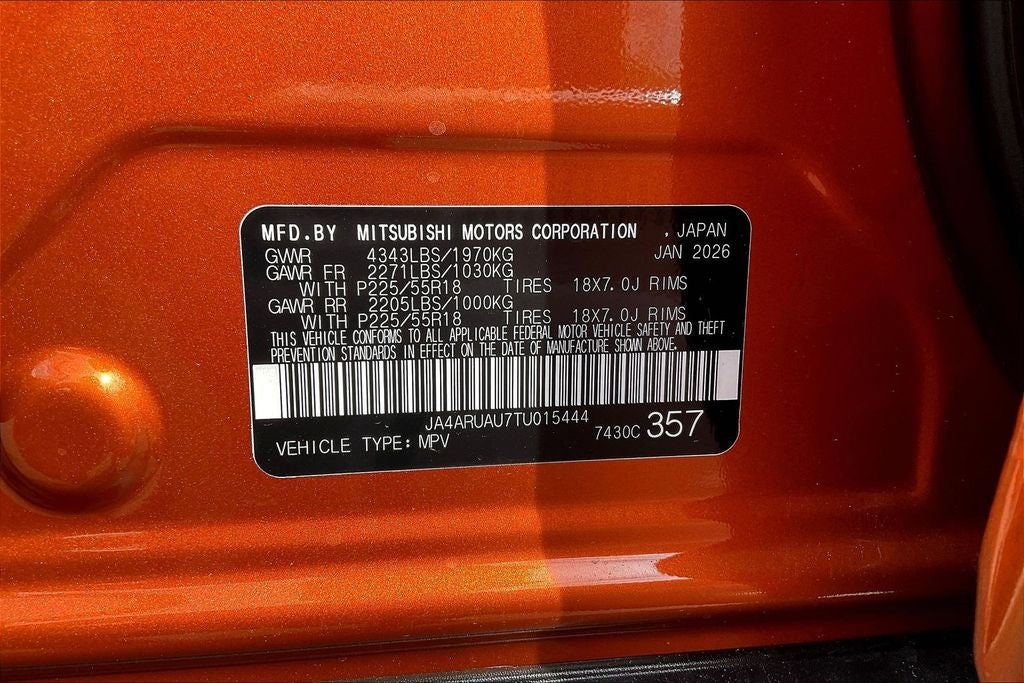 MFD.BY MITSUBISHI MOTORS CORPORATION , JAPAN
GVWR 4343LBS/1970KG JAN 2026
GAWR FR 2271LBS/1030KG
WITH P225/55R18 TIRES 18X7.0J RIMS
GAWR RR 2205LBS/1000KG
WITH P225/55R18 TIRES 18X7.0J RIMS
THIS VEHICLE CONFORMS TO ALL APPLICABLE FEDERAL MOTOR VEHICLE SAFETY AND THEFT
PREVENTION STANDARDS IN EFFECT ON THE DATE OF MANUFACTURE SHOWN ABOVE.
JA4ARUAU7TU015444
VEHICLE TYPE: MPV 7430C 357